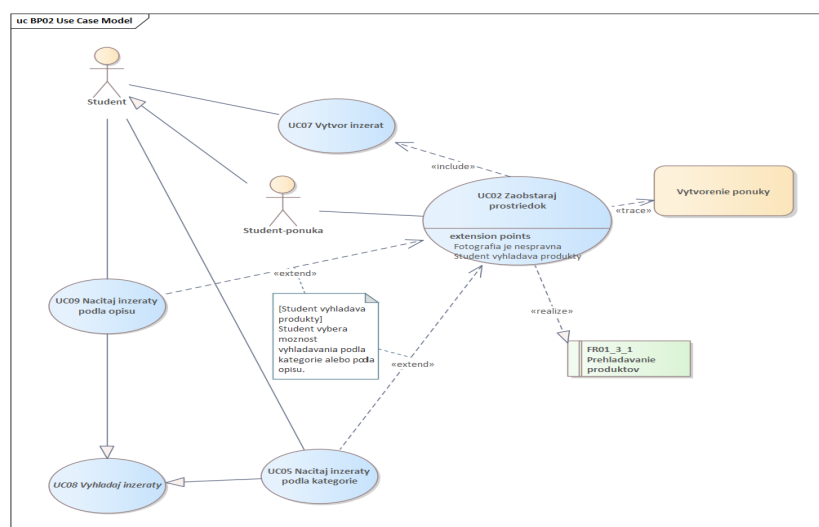 uc BP02 Use Case Model
Student
UC07 Vytvor inzerat
«include»
UC02 Zaobstaraj
prostriedok
extension points
Fotografia je nespravna
Student vyhladava produkty
Vytvorenie ponuky
«trace»
Student-ponuka
«extend»
UC09 Nacitaj inzeraty
podla opisu
[Student vyhladava
produkty]
Student vybera
moznost
vyhladavania podla
kategorie alebo podla
opisu.
«realize»
FR01_3_1
Prehladavanie
produktov
«extend»
UC05 Nacitaj inzeraty
podla kategorie
UC08 Vyhladaj inzeraty